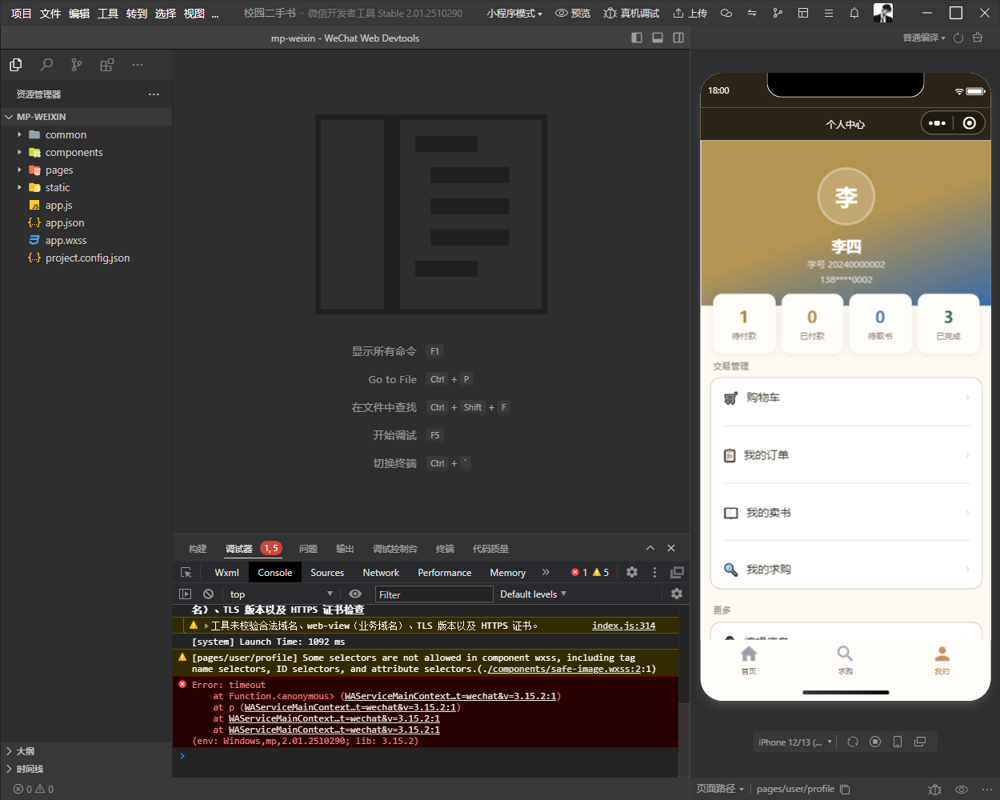 项目 文件 编辑 工具 转到 选择 视图 ...
校园二手书 - 微信开发者工具 Stable 2.01.2510290
小程序模式 预览 真机调试 上传
mp-weixin - WeChat Web Devtools
普通编译
资源管理器
MP-WEIXIN
common
components
pages
static
app.js
app.json
app.wxss
project.config.json
大纲
时间线
0 0
显示所有命令 F1
Go to File Ctrl + P
在文件中查找 Ctrl + Shift + F
开始调试 F5
切换终端 Ctrl + `
构建 调试器 1, 5 问题 输出 调试控制台 终端 代码质量
Wxml Console Sources Network Performance Memory » 1 5
top Filter Default levels
名）、TLS 版本以及 HTTPS 证书检查
工具未校验合法域名、web-view（业务域名）、TLS 版本以及 HTTPS 证书。 index.js:314
[system] Launch Time: 1092 ms
[pages/user/profile] Some selectors are not allowed in component wxss, including tag
name selectors, ID selectors, and attribute selectors.(./components/safe-image.wxss:2:1)
Error: timeout
at Function.<anonymous> (WAServiceMainContext…t=wechat&v=3.15.2:1)
at p (WAServiceMainContext…t=wechat&v=3.15.2:1)
at WAServiceMainContext…t=wechat&v=3.15.2:1
at WAServiceMainContext…t=wechat&v=3.15.2:1
(env: Windows,mp,2.01.2510290; lib: 3.15.2)
18:00
个人中心
李
李四
学号 20240000002
138****0002
1 0 0 3
待付款 已付款 待取书 已完成
交易管理
购物车
我的订单
我的卖书
我的求购
更多
编辑信息
首页 求购 我的
iPhone 12/13 (...
页面路径 pages/user/profile